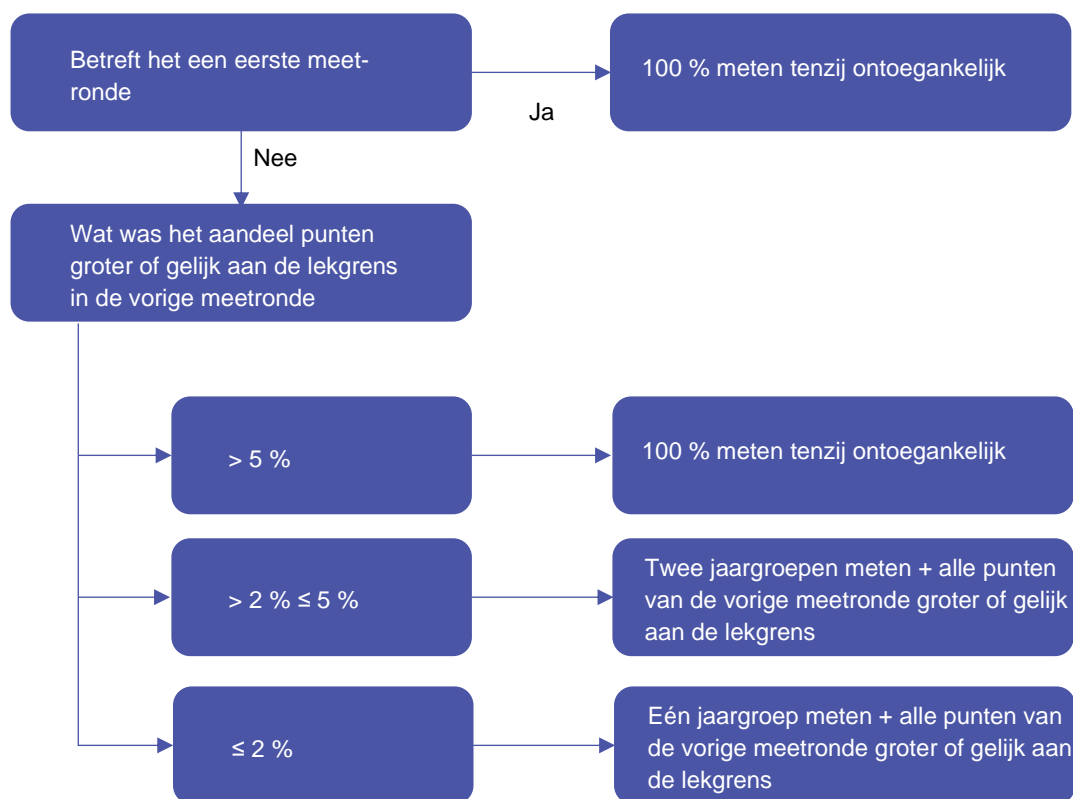 Betreft het een eerste meet-
ronde
100 % meten tenzij ontoegankelijk
Ja
Nee
Wat was het aandeel punten
groter of gelijk aan de lekgrens
in de vorige meetronde
> 5 %
100 % meten tenzij ontoegankelijk
> 2 % ≤ 5 %
Twee jaargroepen meten + alle punten
van de vorige meetronde groter of gelijk
aan de lekgrens
≤ 2 %
Eén jaargroep meten + alle punten van
de vorige meetronde groter of gelijk aan
de lekgrens